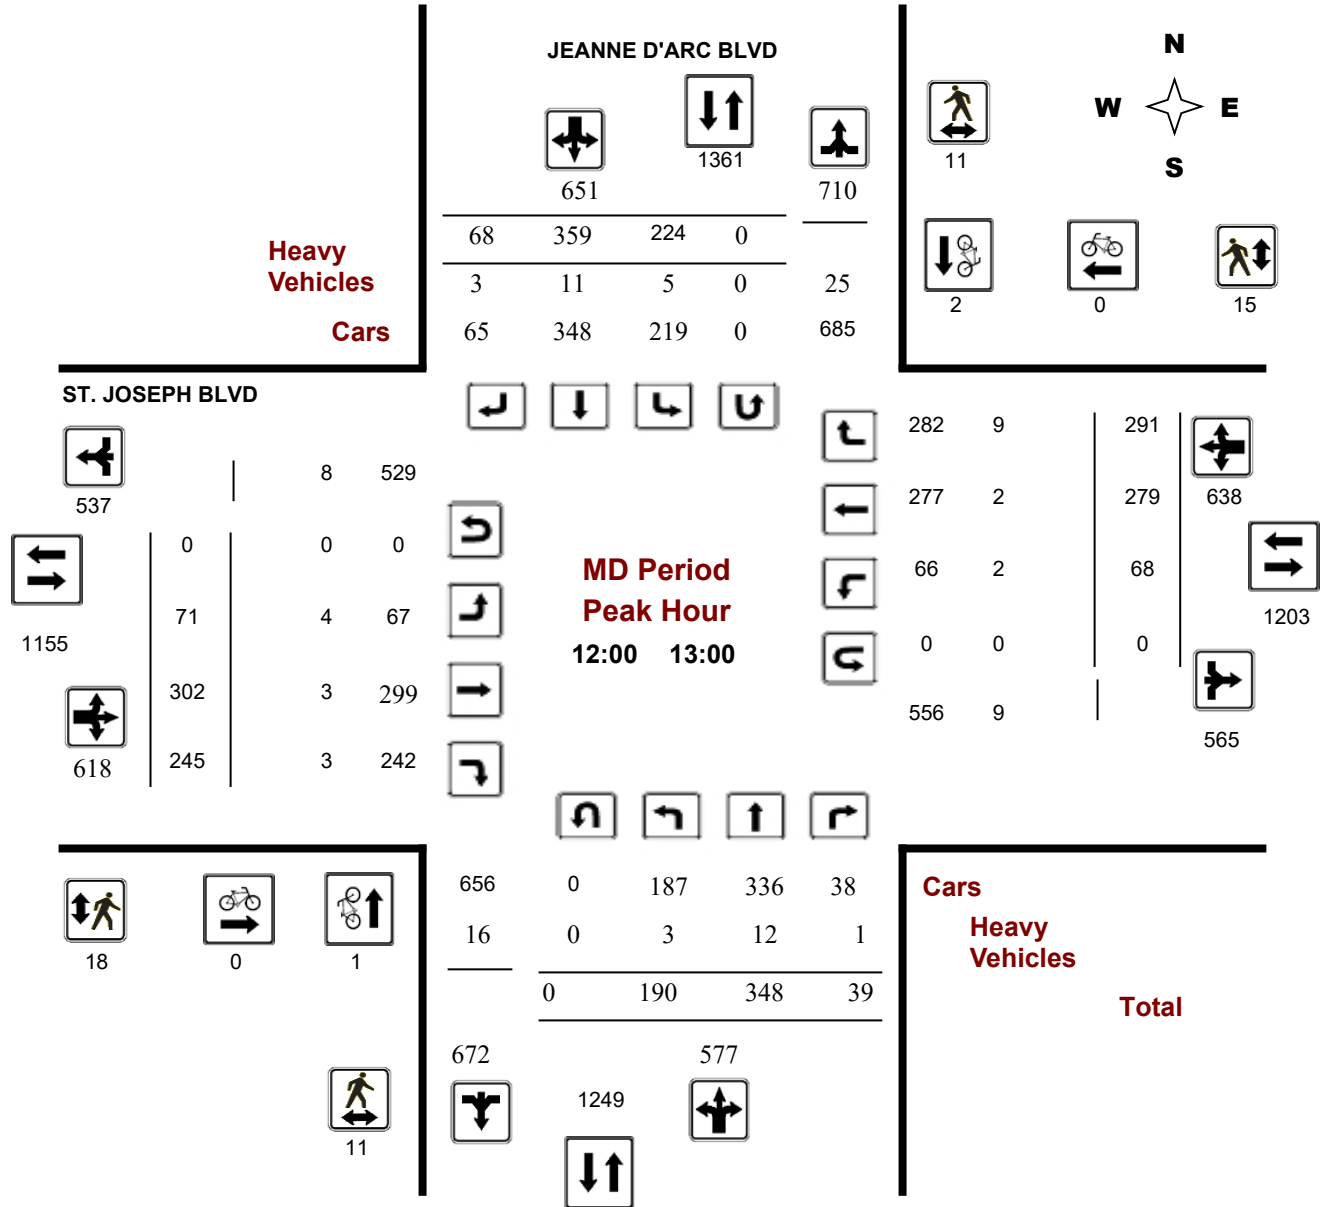 JEANNE D'ARC BLVD
N
W E
S
1361
11
651 710
68 359 224 0
Heavy
Vehicles
3 11 5 0 25
2 0 15
Cars 65 348 219 0 685
ST. JOSEPH BLVD
282 9 291
8 529
537
277 2 279 638
0 0 0
MD Period
66 2 68
Peak Hour
71 4 67 1203
1155
12:00 13:00
0 0 0
302 3 299
556 9
565
618 245 3 242
656 0 187 336 38 Cars
16 0 3 12 1 Heavy
Vehicles
18 0 1
0 190 348 39 Total
672 577
1249
11